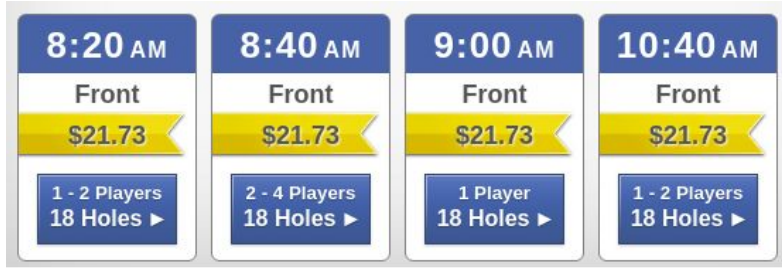 8:20 AM
Front
$21.73
1 - 2 Players
18 Holes ►
8:40 AM
Front
$21.73
2 - 4 Players
18 Holes ►
9:00 AM
Front
$21.73
1 Player
18 Holes ►
10:40 AM
Front
$21.73
1 - 2 Players
18 Holes ►